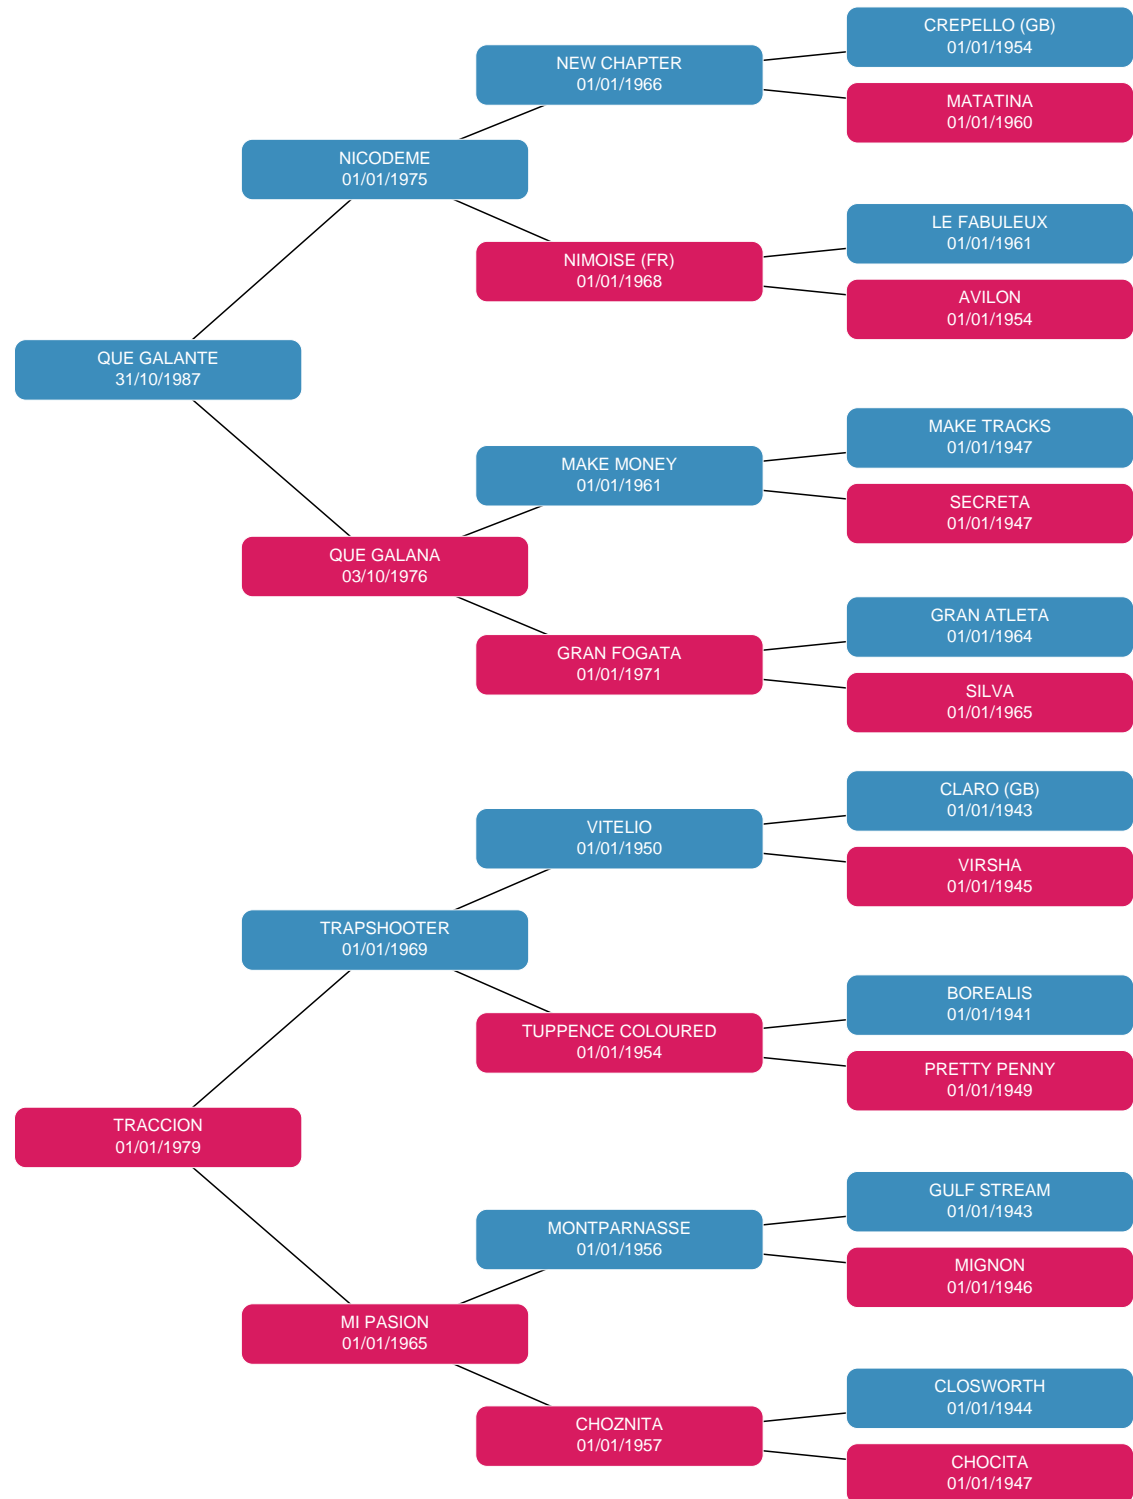 CREPELLO (GB)
01/01/1954
NEW CHAPTER
01/01/1966
MATATINA
01/01/1960
NICODEME
01/01/1975
LE FABULEUX
01/01/1961
NIMOISE (FR)
01/01/1968
AVILON
01/01/1954
QUE GALANTE
31/10/1987
MAKE TRACKS
01/01/1947
MAKE MONEY
01/01/1961
SECRETA
01/01/1947
QUE GALANA
03/10/1976
GRAN ATLETA
01/01/1964
GRAN FOGATA
01/01/1971
SILVA
01/01/1965
CLARO (GB)
01/01/1943
VITELIO
01/01/1950
VIRSHA
01/01/1945
TRAPSHOOTER
01/01/1969
BOREALIS
01/01/1941
TUPPENCE COLOURED
01/01/1954
PRETTY PENNY
01/01/1949
TRACCION
01/01/1979
GULF STREAM
01/01/1943
MONTPARNASSE
01/01/1956
MIGNON
01/01/1946
MI PASION
01/01/1965
CLOSWORTH
01/01/1944
CHOZNITA
01/01/1957
CHOCITA
01/01/1947